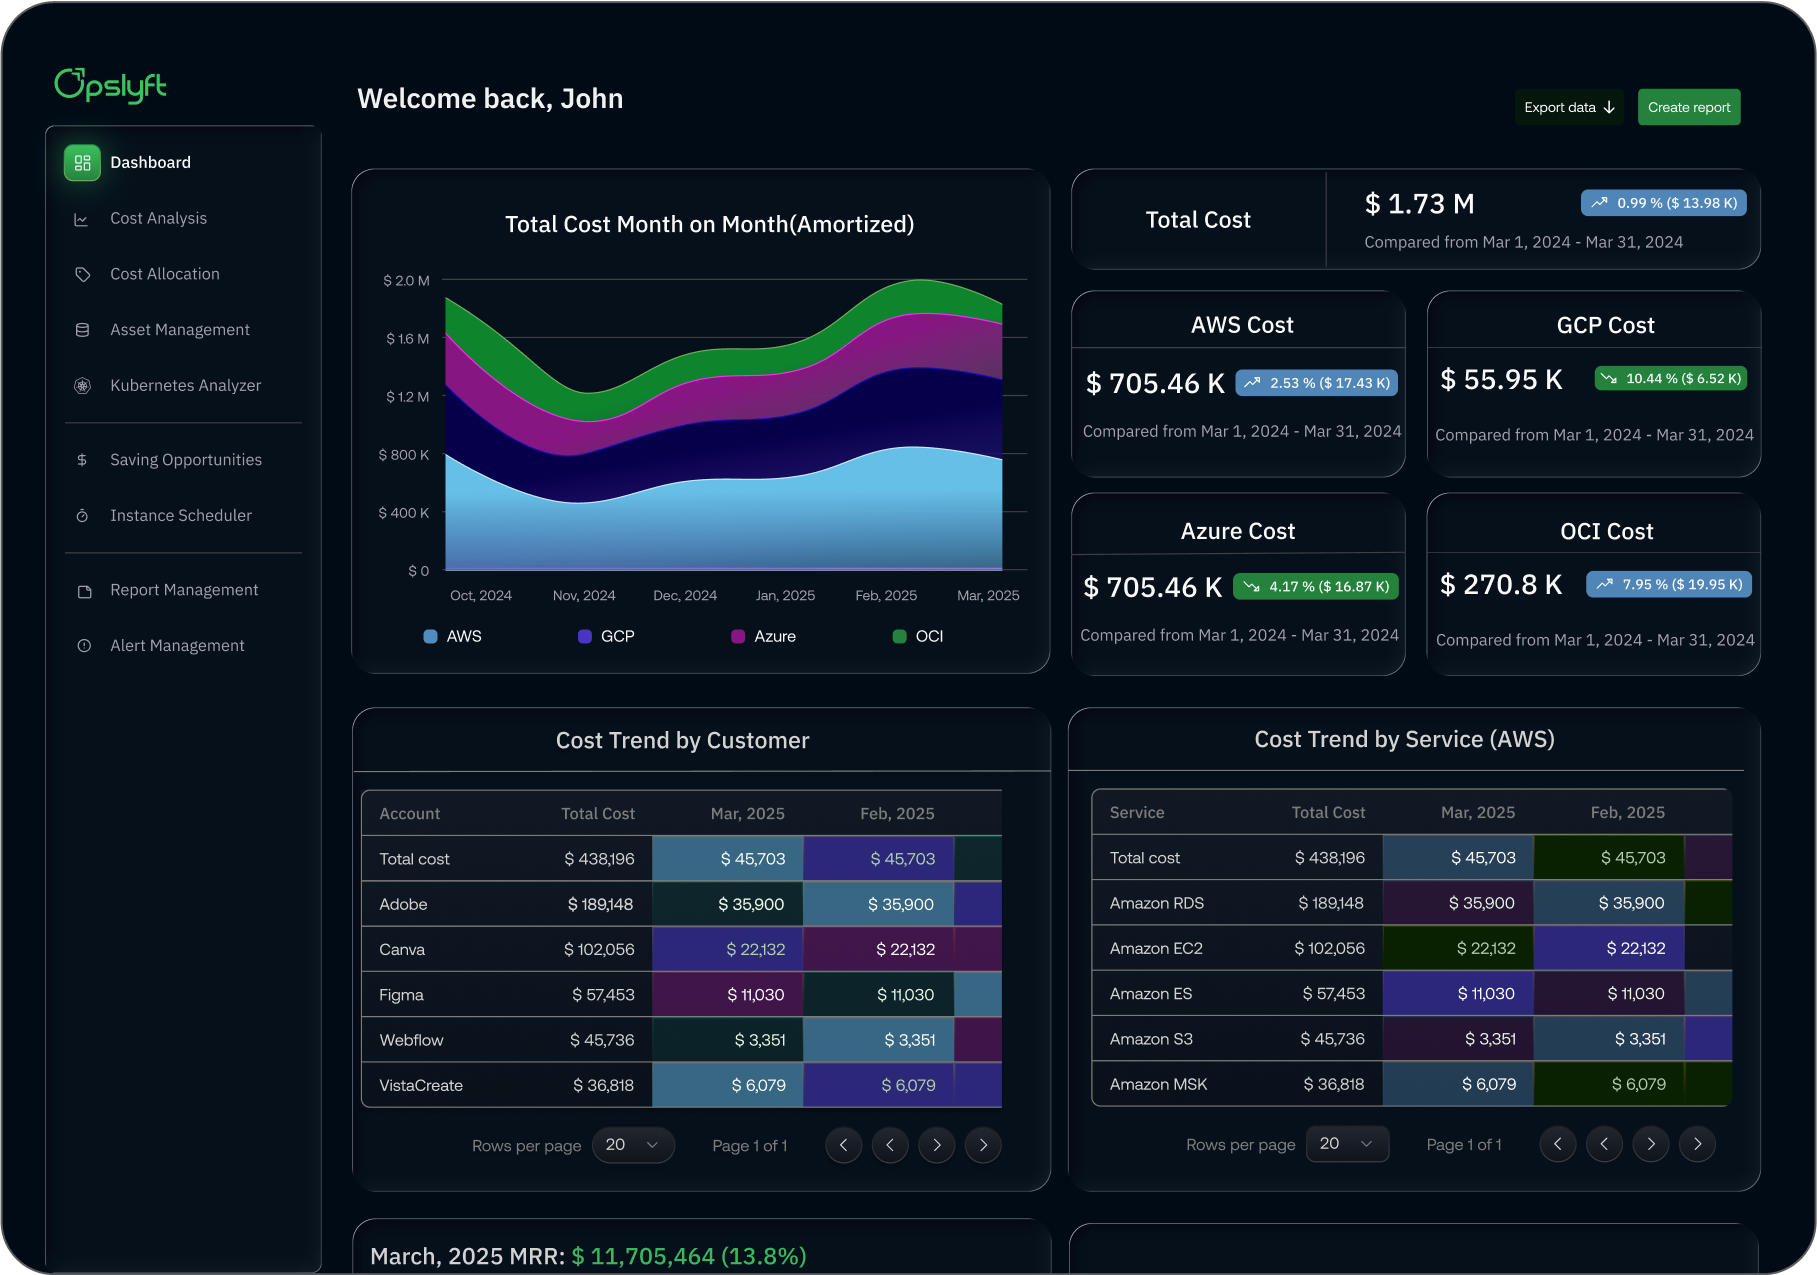 Opslyft
Welcome back, John
Export data
Create report
Dashboard
Cost Analysis
Cost Allocation
Asset Management
Kubernetes Analyzer
Saving Opportunities
Instance Scheduler
Report Management
Alert Management
Total Cost Month on Month(Amortized)
$ 2.0 M
$ 1.6 M
$ 1.2 M
$ 800 K
$ 400 K
$ 0
Oct, 2024 Nov, 2024 Dec, 2024 Jan, 2025 Feb, 2025 Mar, 2025
AWS GCP Azure OCI
Total Cost
$ 1.73 M 0.99 % ($ 13.98 K)
Compared from Mar 1, 2024 - Mar 31, 2024
AWS Cost
$ 705.46 K 2.53 % ($ 17.43 K)
Compared from Mar 1, 2024 - Mar 31, 2024
GCP Cost
$ 55.95 K 10.44 % ($ 6.52 K)
Compared from Mar 1, 2024 - Mar 31, 2024
Azure Cost
$ 705.46 K 4.17 % ($ 16.87 K)
Compared from Mar 1, 2024 - Mar 31, 2024
OCI Cost
$ 270.8 K 7.95 % ($ 19.95 K)
Compared from Mar 1, 2024 - Mar 31, 2024
Cost Trend by Customer
Account Total Cost Mar, 2025 Feb, 2025
Total cost $ 438,196 $ 45,703 $ 45,703
Adobe $ 189,148 $ 35,900 $ 35,900
Canva $ 102,056 $ 22,132 $ 22,132
Figma $ 57,453 $ 11,030 $ 11,030
Webflow $ 45,736 $ 3,351 $ 3,351
VistaCreate $ 36,818 $ 6,079 $ 6,079
Rows per page 20 Page 1 of 1
Cost Trend by Service (AWS)
Service Total Cost Mar, 2025 Feb, 2025
Total cost $ 438,196 $ 45,703 $ 45,703
Amazon RDS $ 189,148 $ 35,900 $ 35,900
Amazon EC2 $ 102,056 $ 22,132 $ 22,132
Amazon ES $ 57,453 $ 11,030 $ 11,030
Amazon S3 $ 45,736 $ 3,351 $ 3,351
Amazon MSK $ 36,818 $ 6,079 $ 6,079
Rows per page 20 Page 1 of 1
March, 2025 MRR: $ 11,705,464 (13.8%)